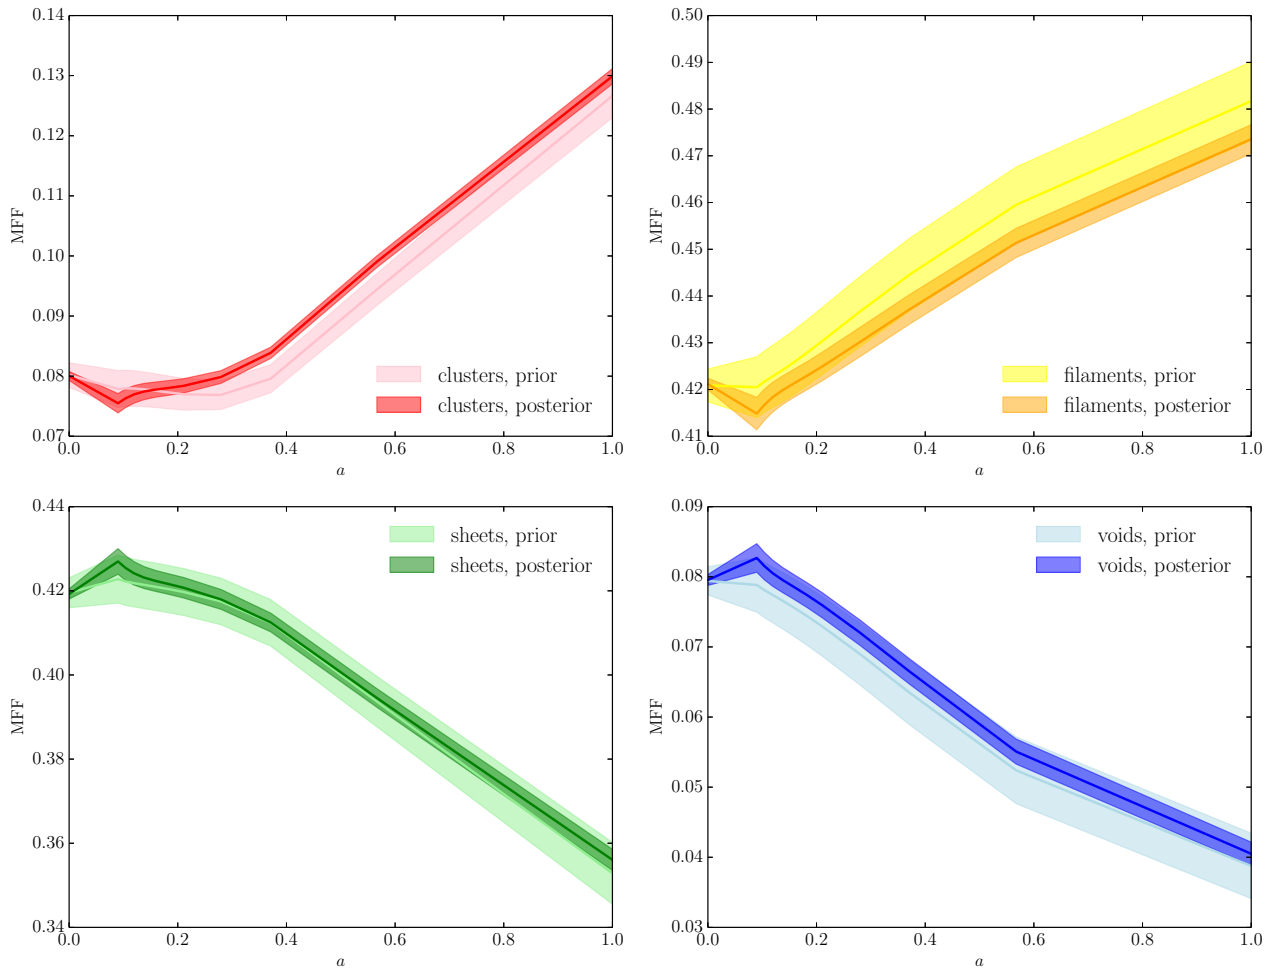 0.14
0.13
0.12
0.11
0.10
0.09
0.08
0.07
MFF
0.0 0.2 0.4 0.6 0.8 1.0
a
clusters, prior
clusters, posterior
0.50
0.49
0.48
0.47
0.46
0.45
0.44
0.43
0.42
0.41
MFF
0.0 0.2 0.4 0.6 0.8 1.0
a
filaments, prior
filaments, posterior
0.44
0.42
0.40
0.38
0.36
0.34
MFF
0.0 0.2 0.4 0.6 0.8 1.0
a
sheets, prior
sheets, posterior
0.09
0.08
0.07
0.06
0.05
0.04
0.03
MFF
0.0 0.2 0.4 0.6 0.8 1.0
a
voids, prior
voids, posterior